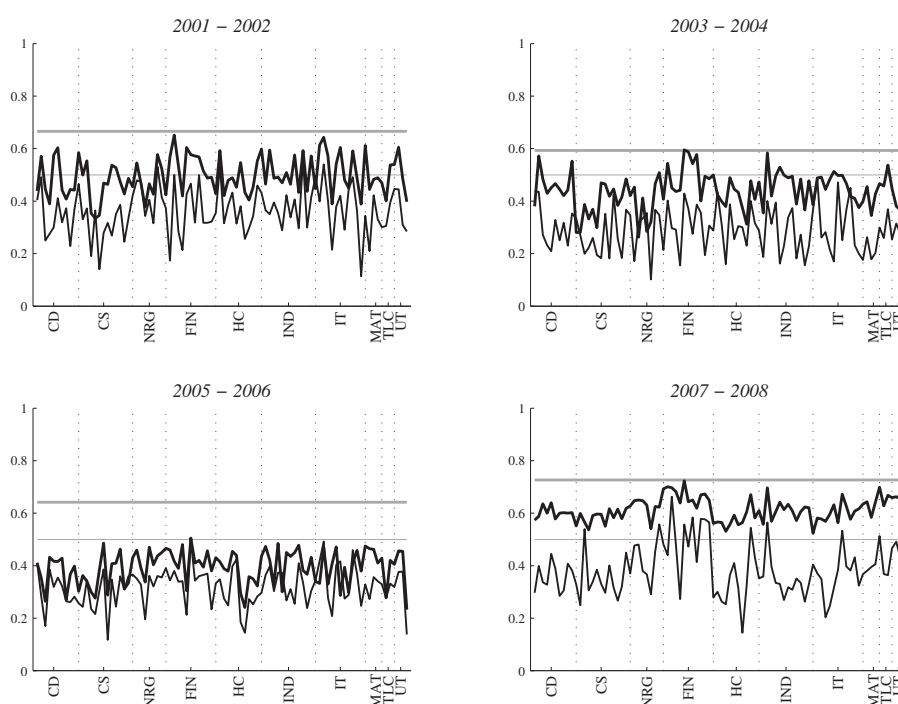 2001 – 2002
1
0.8
0.6
0.4
0.2
0
CD
CS
NRG
FIN
HC
IND
IT
MAT
TLC
UT
2003 – 2004
1
0.8
0.6
0.4
0.2
0
CD
CS
NRG
FIN
HC
IND
IT
MAT
TLC
UT
2005 – 2006
1
0.8
0.6
0.4
0.2
0
CD
CS
NRG
FIN
HC
IND
IT
MAT
TLC
UT
2007 – 2008
1
0.8
0.6
0.4
0.2
0
CD
CS
NRG
FIN
HC
IND
IT
MAT
TLC
UT